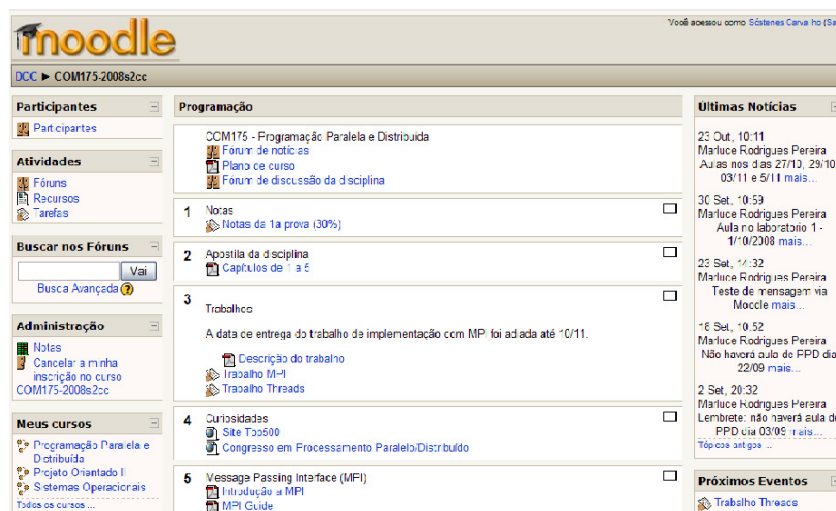 moodle
Você acessou como Sóstenes Carvalho (Sa
DCC ► COM175-2008s2cc
Participantes
Participantes
Atividades
Fóruns
Recursos
Tarefas
Buscar nos Fóruns
Vai
Busca Avançada
Administração
Notas
Cancelar a minha
inscrição no curso
COM175-2008s2cc
Meus cursos
Programação Paralela e
Distribuída
Projeto Orientado II
Sistemas Operacionais
Todos os cursos ...
Programação
COM175 - Programação Paralela e Distribuida
Fórum de notícias
Plano de curso
Fórum de discussão da disciplina
1 Notas
Notas da 1a prova (30%)
2 Apostila da disciplina
Capítulos de 1 a 5
3
Trabalhos
A data de entrega do trabalho de implementação com MPI foi adiada até 10/11.
Descrição do trabalho
Trabalho MPI
Trabalho Threads
4 Curiosidades
Site Top500
Congresso em Processamento Paralelo/Distribuído
5 Message Passing Interface (MPI)
Introdução a MPI
MPI Guide
Últimas Notícias
23 Out, 10:11
Marluce Rodrigues Pereira
Aulas nos dias 27/10, 29/10
03/11 e 5/11 mais...
30 Set, 10:59
Marluce Rodrigues Pereira
Aula no laboratorio 1 -
1/10/2008 mais...
23 Set, 14:32
Marluce Rodrigues Pereira
Teste de mensagem via
Moodle mais...
18 Set, 10:52
Marluce Rodrigues Pereira
Não haverá aula de PPD dia
22/09 mais...
2 Set, 20:32
Marluce Rodrigues Pereira
Lembrete: não haverá aula de
PPD dia 03/09 mais...
Tópicos antigos ...
Próximos Eventos
Trabalho Threads